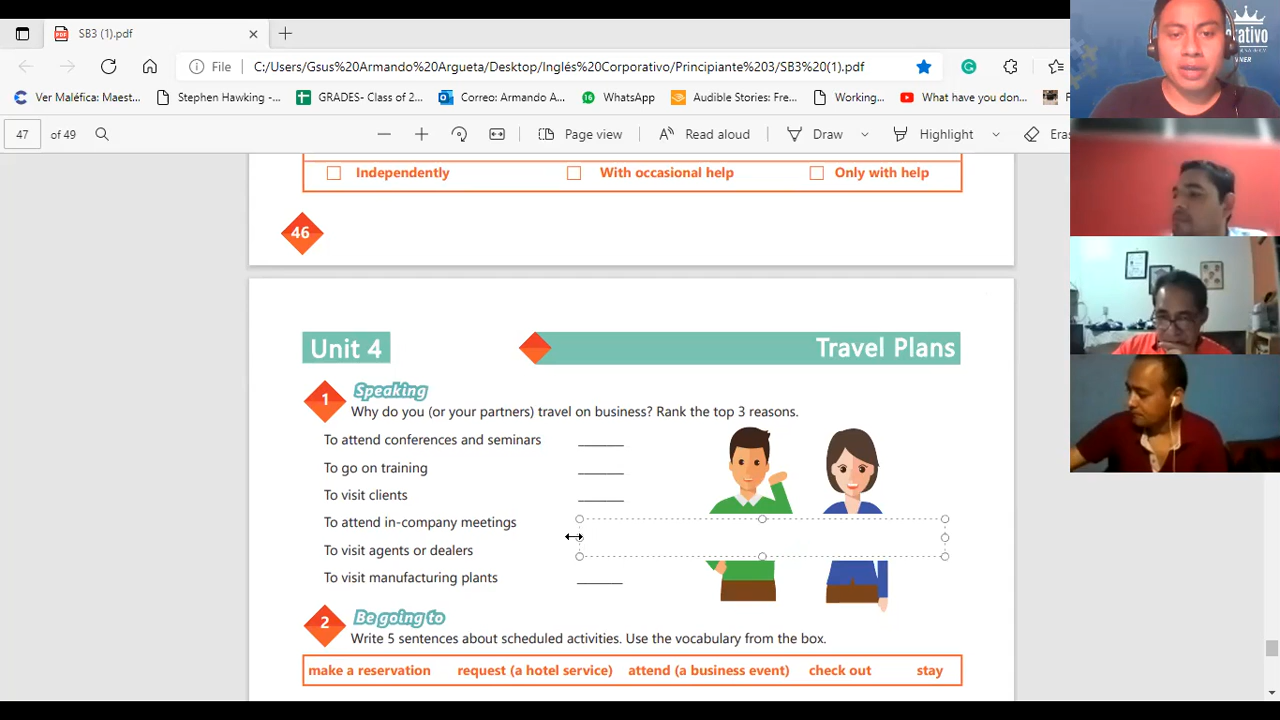 SB3 (1).pdf
File C:/Users/Gsus%20Armando%20Argueta/Desktop/Ingles%20Corporativo/Principiante%203/SB3%20(1).pdf
Ver Maléfica: Maest... Stephen Hawking -... GRADES- Class of 2... Correo: Armando A... WhatsApp Audible Stories: Fre... Working... What have you don...
47 of 49 Page view Read aloud Draw Highlight
Independently With occasional help Only with help
46
Unit 4 Travel Plans
1 Speaking
Why do you (or your partners) travel on business? Rank the top 3 reasons.
To attend conferences and seminars ______
To go on training ______
To visit clients ______
To attend in-company meetings
To visit agents or dealers
To visit manufacturing plants ______
2 Be going to
Write 5 sentences about scheduled activities. Use the vocabulary from the box.
make a reservation request (a hotel service) attend (a business event) check out stay